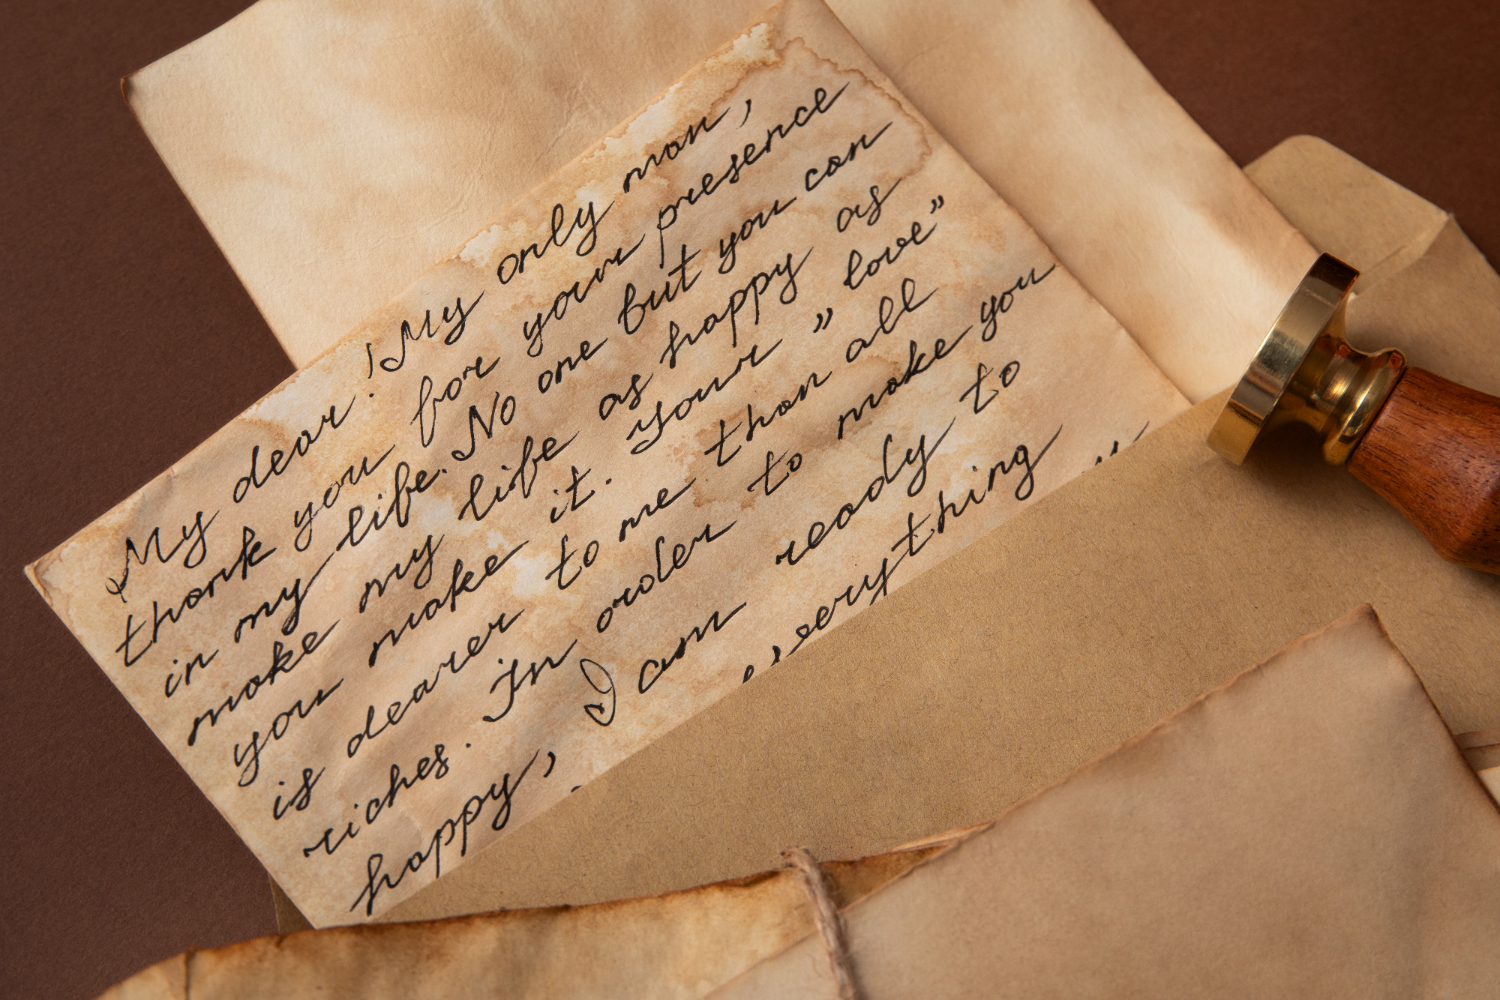 My dear! My only man,
thank you for your presence
in my life. No one but you can
make my life as happy as
you make it. Your " love"
is dearer to me than all
riches. In order to make you
happy, I am ready to
everything